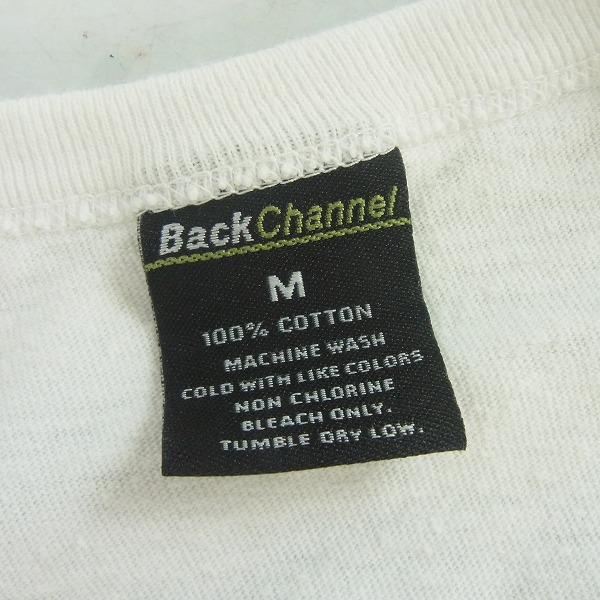 BackChannel
M
100% COTTON
MACHINE WASH
COLD WITH LIKE COLORS
NON CHLORINE
BLEACH ONLY.
TUMBLE DRY LOW.